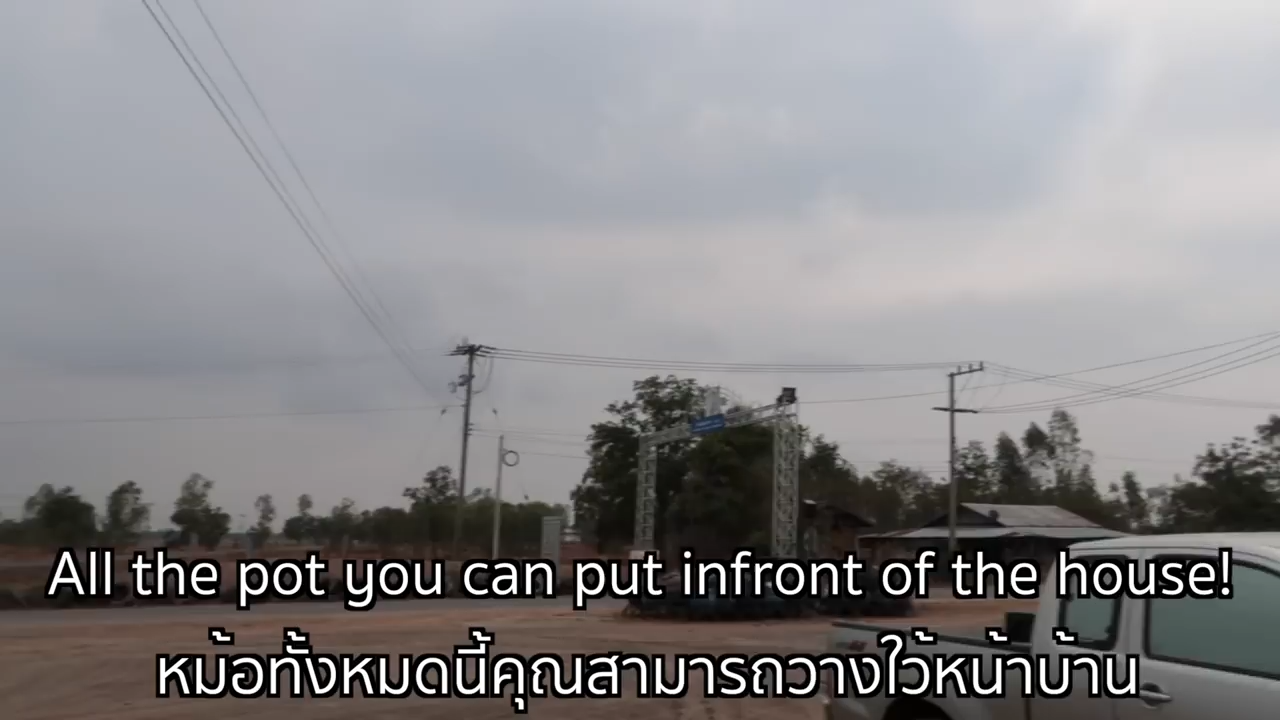 All the pot you can put infront of the house!
หม้อทั้งหมดนี้คุณสามารถวางใว้หน้าบ้าน